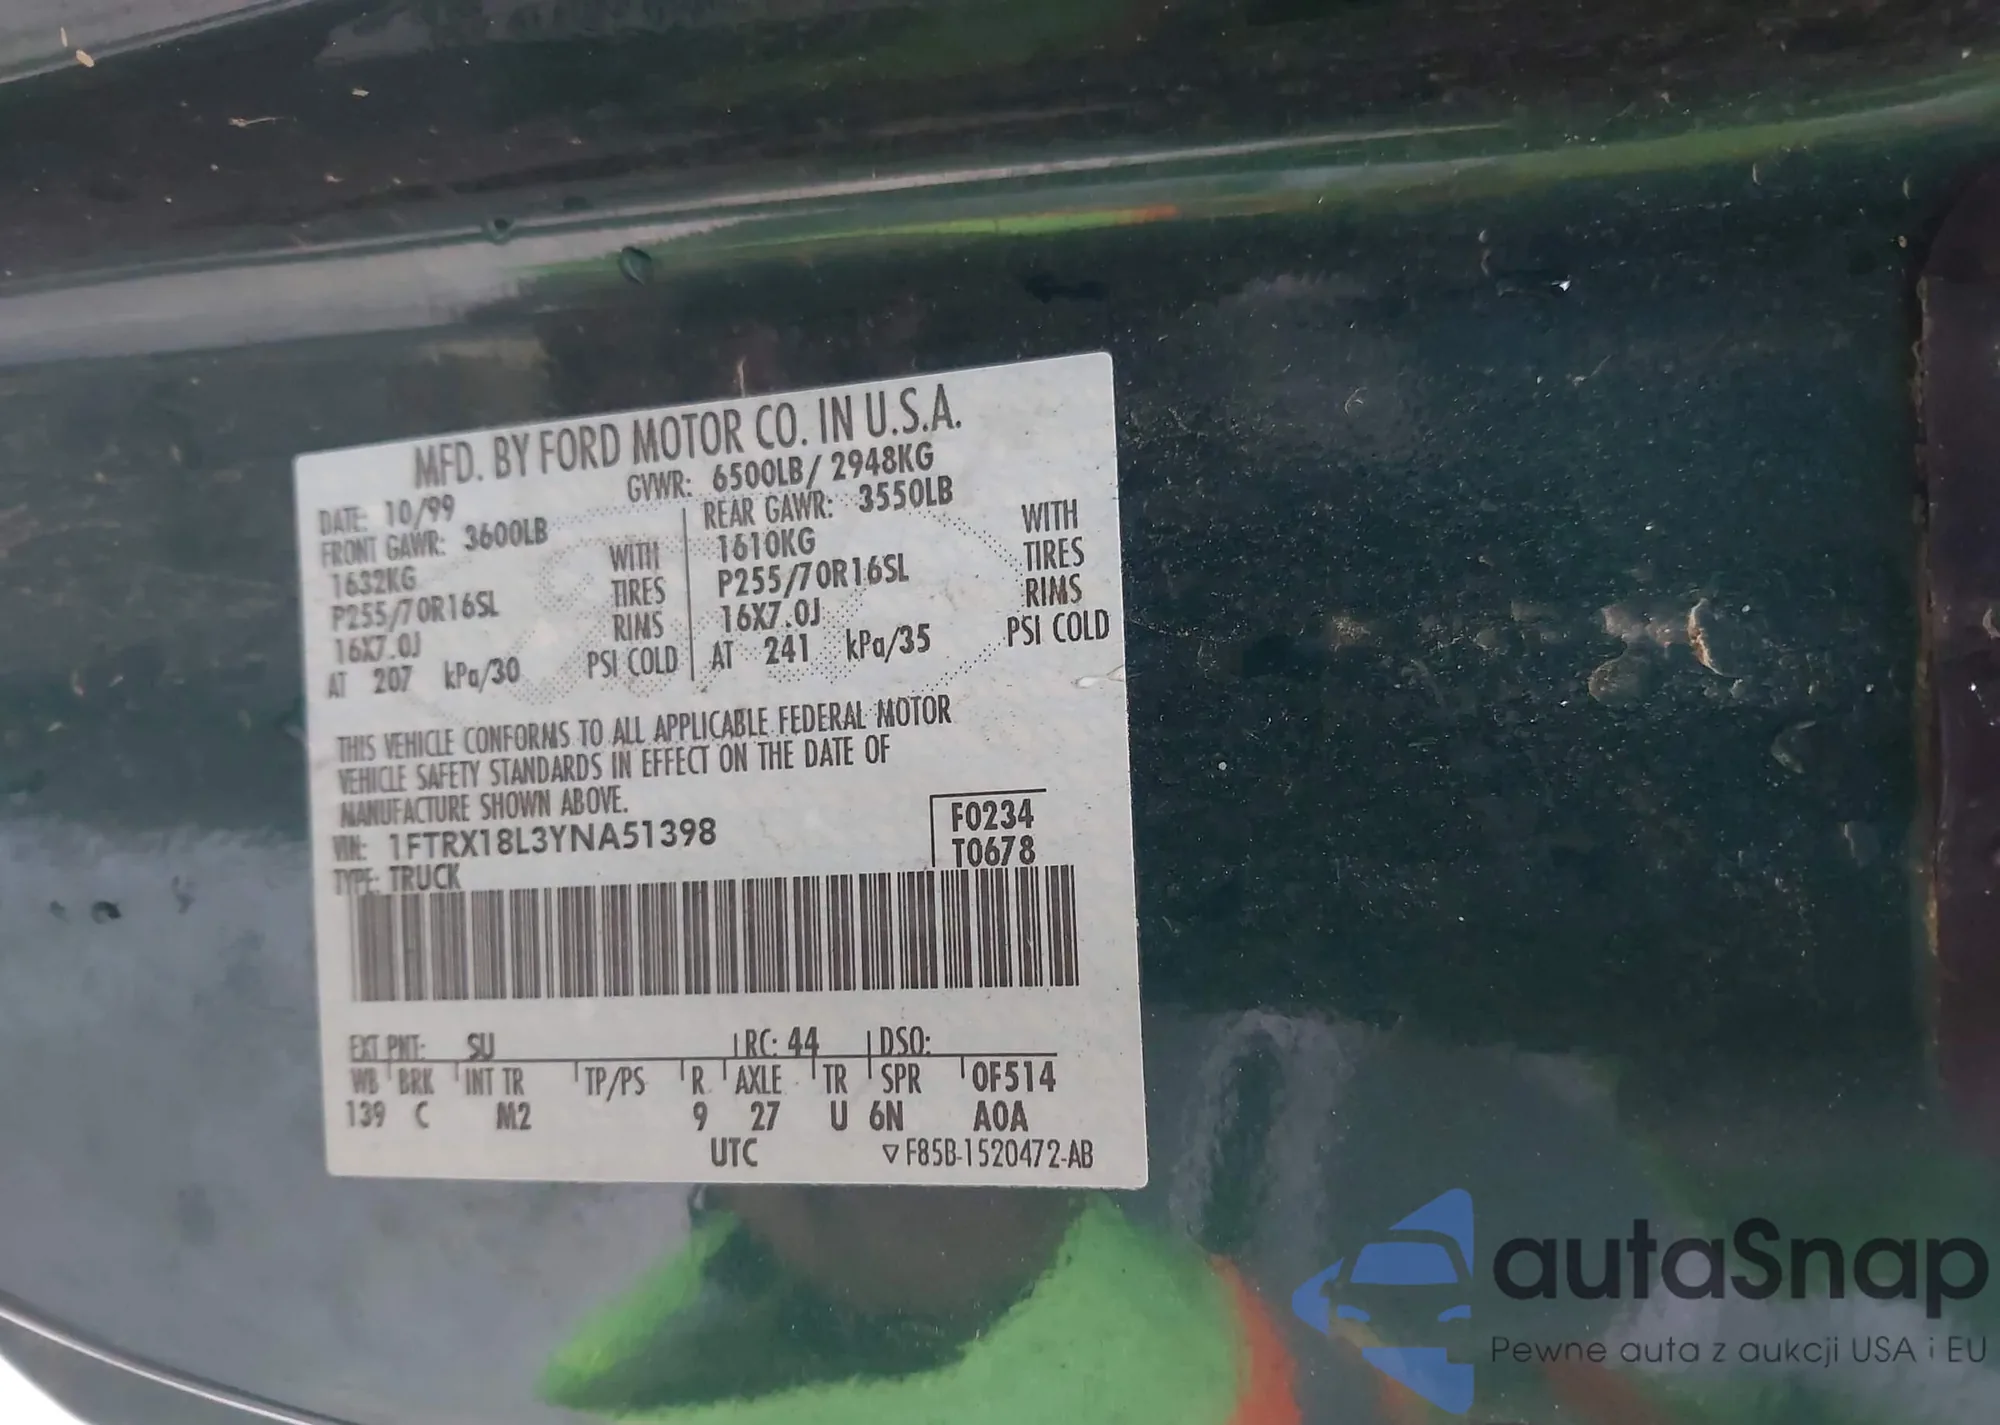 MFD. BY FORD MOTOR CO. IN U.S.A.
DATE: 10/99 GVWR: 6500LB/ 2948KG
FRONT GAWR: 3600LB REAR GAWR: 3550LB
1632KG WITH 1610KG WITH
P255/70R16SL TIRES P255/70R16SL TIRES
16X7.0J RIMS 16X7.0J RIMS
AT 207 kPa/30 PSI COLD AT 241 kPa/35 PSI COLD
THIS VEHICLE CONFORMS TO ALL APPLICABLE FEDERAL MOTOR
VEHICLE SAFETY STANDARDS IN EFFECT ON THE DATE OF
MANUFACTURE SHOWN ABOVE.
VIN: 1FTRX18L3YNA51398 F0234
TYPE: TRUCK T0678
EXT PNT: SU RC: 44 DSO:
WB BRK INT TR TP/PS R AXLE TR SPR 0F514
139 C M2 9 27 U 6N A0A
UTC ▽ F85B-1520472-AB
autaSnap
Pewne auta z aukcji USA i EU